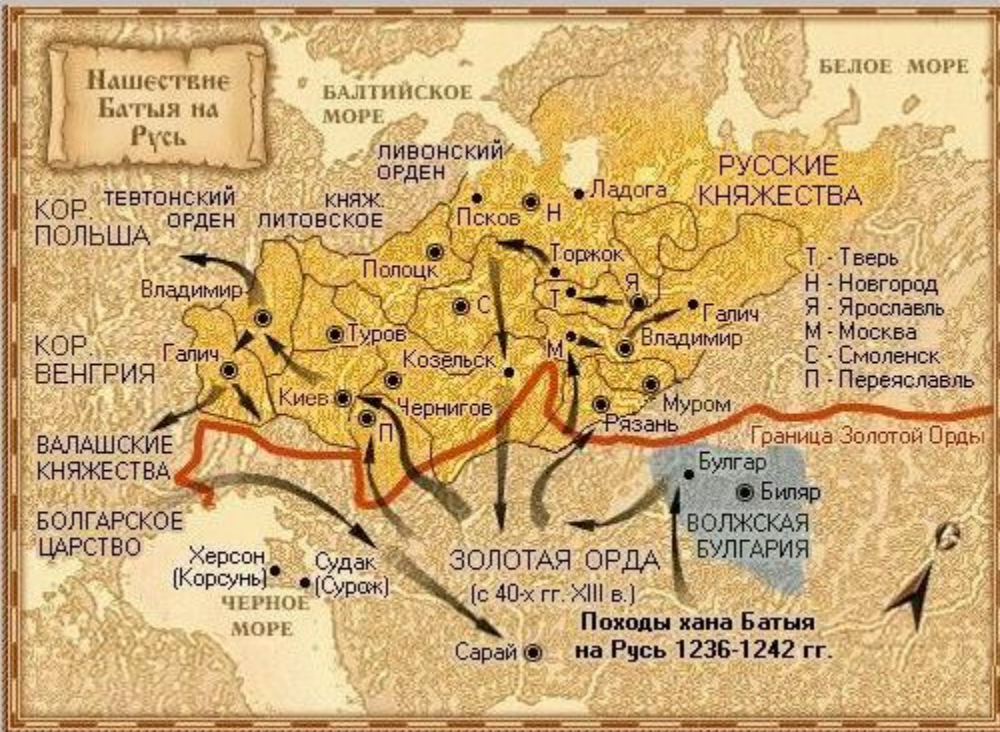 Нашествие
Батыя на
Русь
БЕЛОЕ МОРЕ
БАЛТИЙСКОЕ
МОРЕ
ЛИВОНСКИЙ
ОРДЕН
РУССКИЕ
КНЯЖЕСТВА
КОР.
ПОЛЬША
ТЕВТОНСКИЙ
ОРДЕН
КНЯЖ.
ЛИТОВСКОЕ
Псков
Н
Ладога
Полоцк
Торжок
Т
Я
Галич
Владимир
С
М
Владимир
Туров
Галич
Козельск
Киев
Чернигов
П
Муром
Рязань
Т - Тверь
Н - Новгород
Я - Ярославль
М - Москва
С - Смоленск
П - Переяславль
КОР.
ВЕНГРИЯ
ВАЛАШСКИЕ
КНЯЖЕСТВА
Граница Золотой Орды
Булгар
Биляр
ВОЛЖСКАЯ
БУЛГАРИЯ
БОЛГАРСКОЕ
ЦАРСТВО
Херсон
(Корсунь)
Судак
(Сурож)
ЧЕРНОЕ
МОРЕ
ЗОЛОТАЯ ОРДА
(с 40-х гг. XIII в.)
Сарай
Походы хана Батыя
на Русь 1236-1242 гг.
С